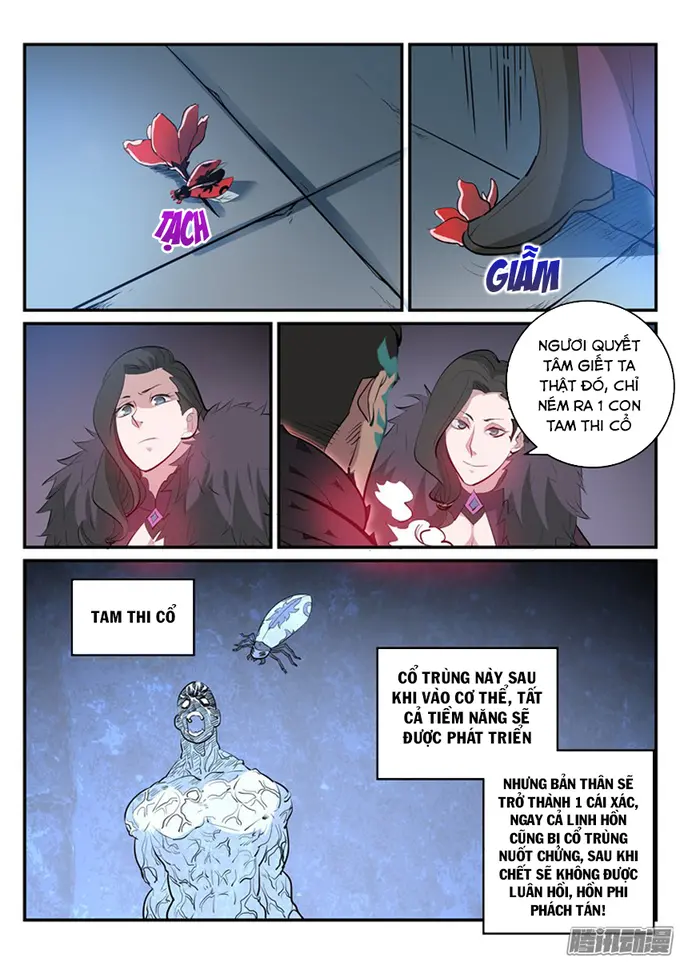 TẠCH
GIẪM
NGƯƠI QUYẾT
TÂM GIẾT TA
THẬT ĐÓ, CHỈ
NÉM RA 1 CON
TAM THI CỔ
TAM THI CỔ
CỔ TRÙNG NÀY SAU
KHI VÀO CƠ THỂ, TẤT
CẢ TIỀM NĂNG SẼ
ĐƯỢC PHÁT TRIỂN
NHƯNG BẢN THÂN SẼ
TRỞ THÀNH 1 CÁI XÁC,
NGAY CẢ LINH HỒN
CŨNG BỊ CỔ TRÙNG
NUỐT CHỬNG, SAU KHI
CHẾT SẼ KHÔNG ĐƯỢC
LUÂN HỒI, HỒN PHI
PHÁCH TÁN!
腾讯动漫